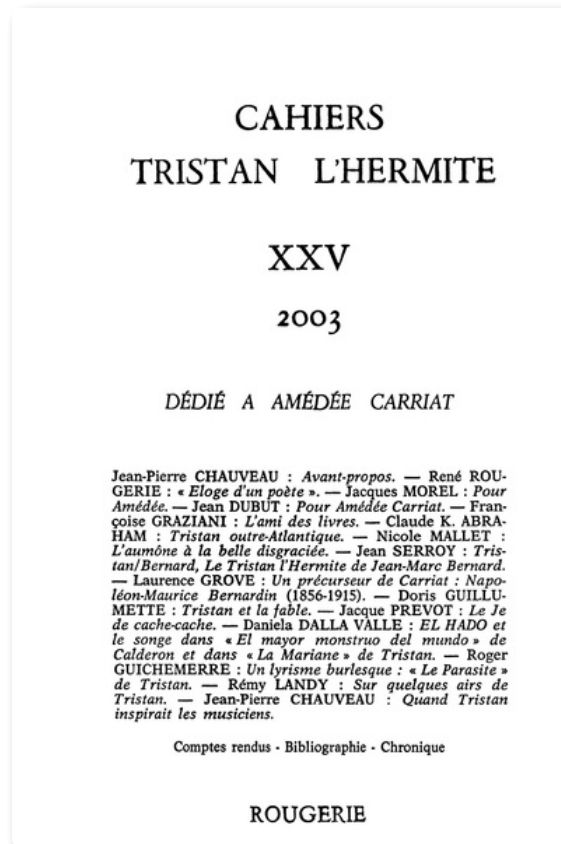 CAHIERS
TRISTAN L'HERMITE
XXV
2003
DÉDIÉ A AMÉDÉE CARRIAT
Jean-Pierre CHAUVEAU : Avant-propos. — René ROU-
GERIE : « Eloge d'un poète ». — Jacques MOREL : Pour
Amédée. — Jean DUBUT : Pour Amédée Carriat. — Fran-
çoise GRAZIANI : L'ami des livres. — Claude K. ABRA-
HAM : Tristan outre-Atlantique. — Nicole MALLET :
L'aumône à la belle disgraciée. — Jean SERROY : Tris-
tan/Bernard, Le Tristan l'Hermite de Jean-Marc Bernard.
— Laurence GROVE : Un précurseur de Carriat : Napo-
léon-Maurice Bernardin (1856-1915). — Doris GUILLU-
METTE : Tristan et la fable. — Jacque PREVOT : Le Je
de cache-cache. — Daniela DALLA VALLE : EL HADO et
le songe dans « El mayor monstruo del mundo » de
Calderon et dans « La Mariane » de Tristan. — Roger
GUICHEMERRE : Un lyrisme burlesque : « Le Parasite »
de Tristan. — Rémy LANDY : Sur quelques airs de
Tristan. — Jean-Pierre CHAUVEAU : Quand Tristan
inspirait les musiciens.
Comptes rendus - Bibliographie - Chronique
ROUGERIE